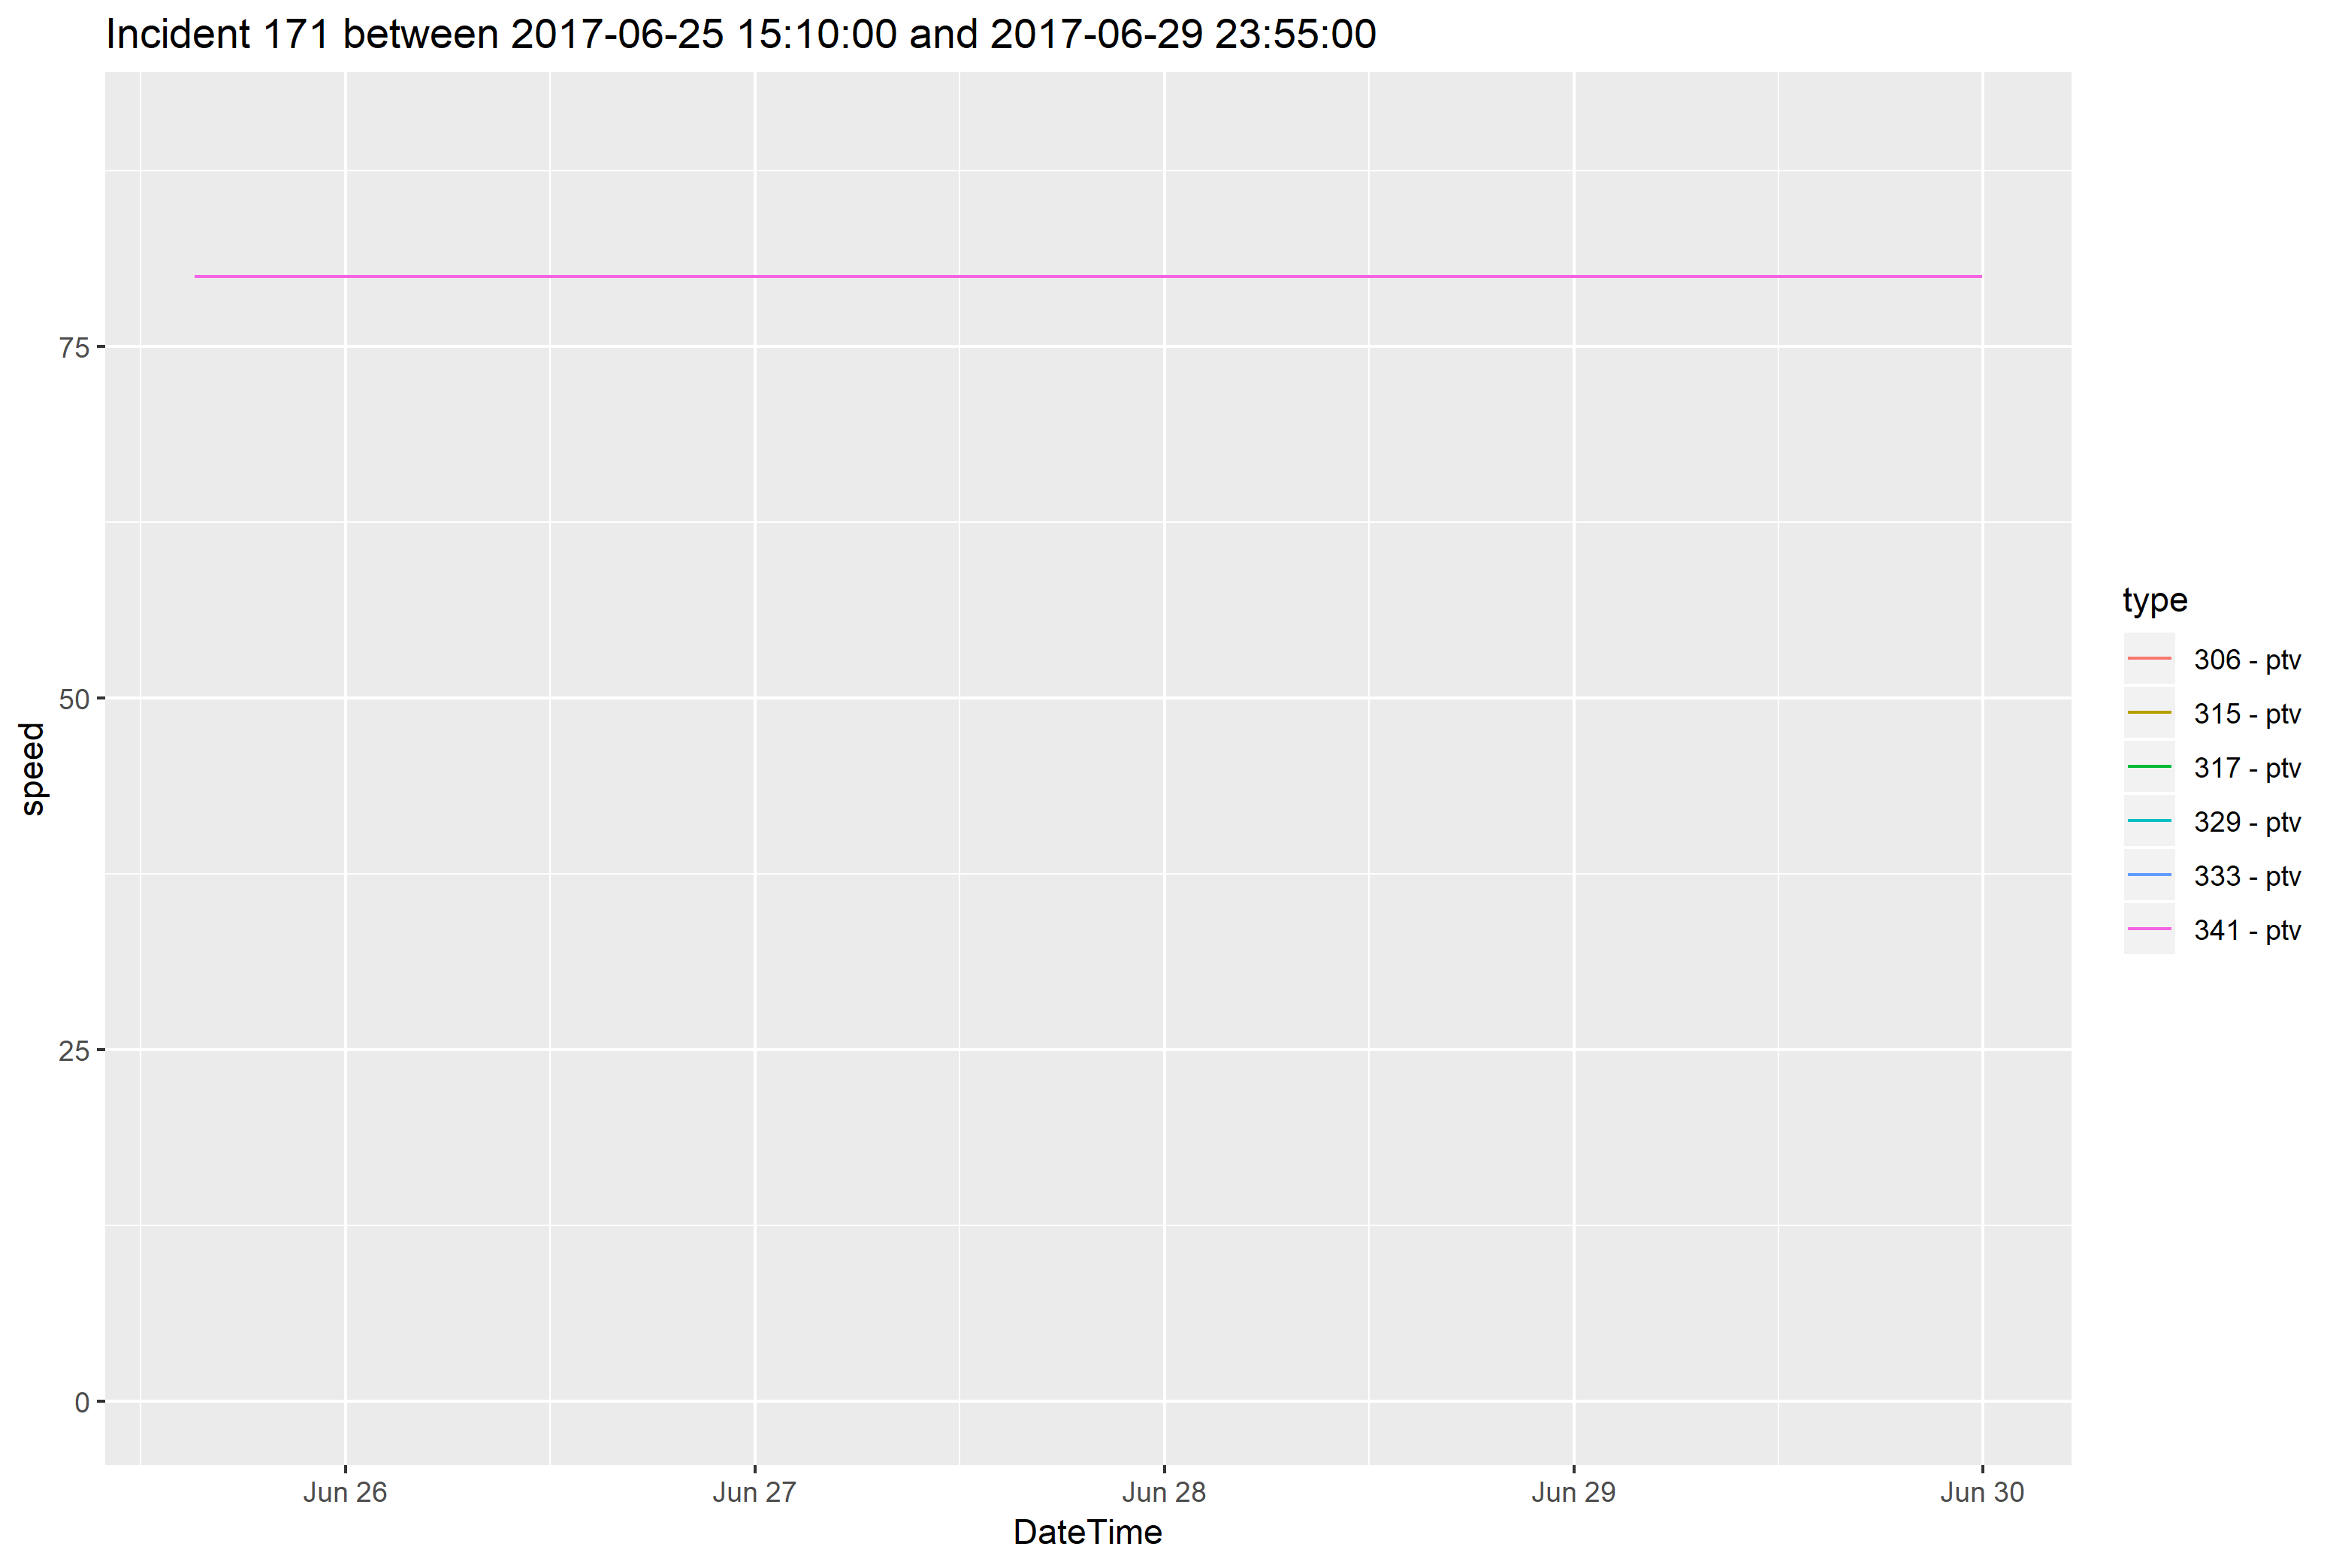 Incident 171 between 2017-06-25 15:10:00 and 2017-06-29 23:55:00
75
50
25
0
speed
Jun 26
Jun 27
Jun 28
Jun 29
Jun 30
DateTime
type
306 - ptv
315 - ptv
317 - ptv
329 - ptv
333 - ptv
341 - ptv